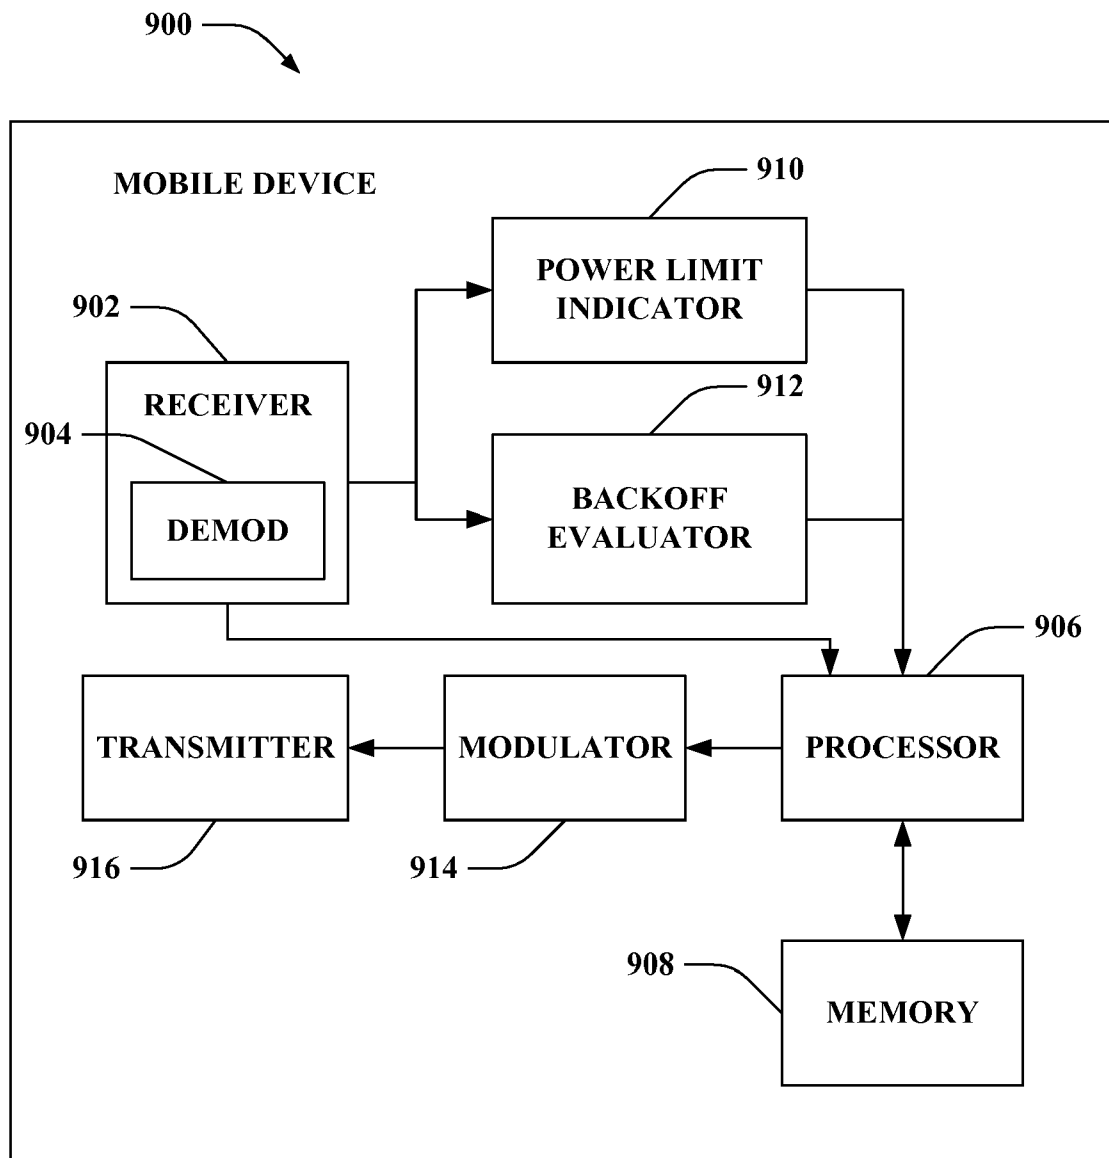 900
MOBILE DEVICE
910
POWER LIMIT
INDICATOR
902
RECEIVER
904
DEMOD
912
BACKOFF
EVALUATOR
906
TRANSMITTER
MODULATOR
PROCESSOR
916
914
908
MEMORY